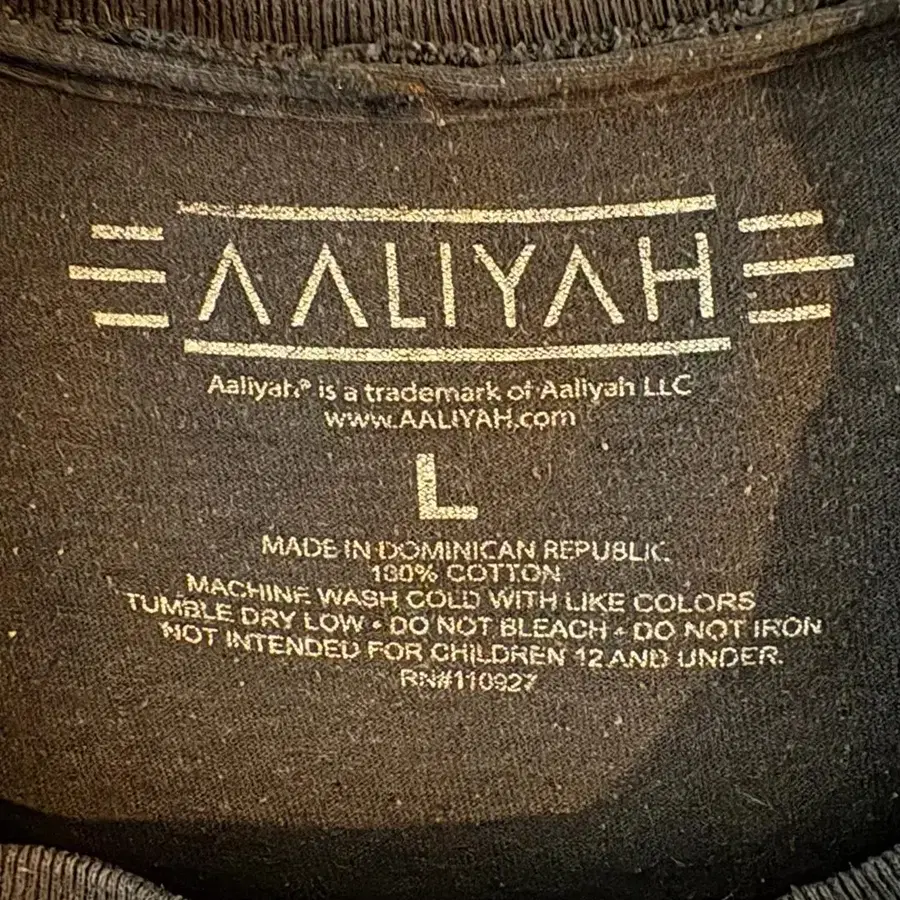 AALIYAH
Aaliyah® is a trademark of Aaliyah LLC
www.AALIYAH.com
L
MADE IN DOMINICAN REPUBLIC.
100% COTTON
MACHINE WASH COLD WITH LIKE COLORS
TUMBLE DRY LOW • DO NOT BLEACH • DO NOT IRON
NOT INTENDED FOR CHILDREN 12 AND UNDER.
RN#110927